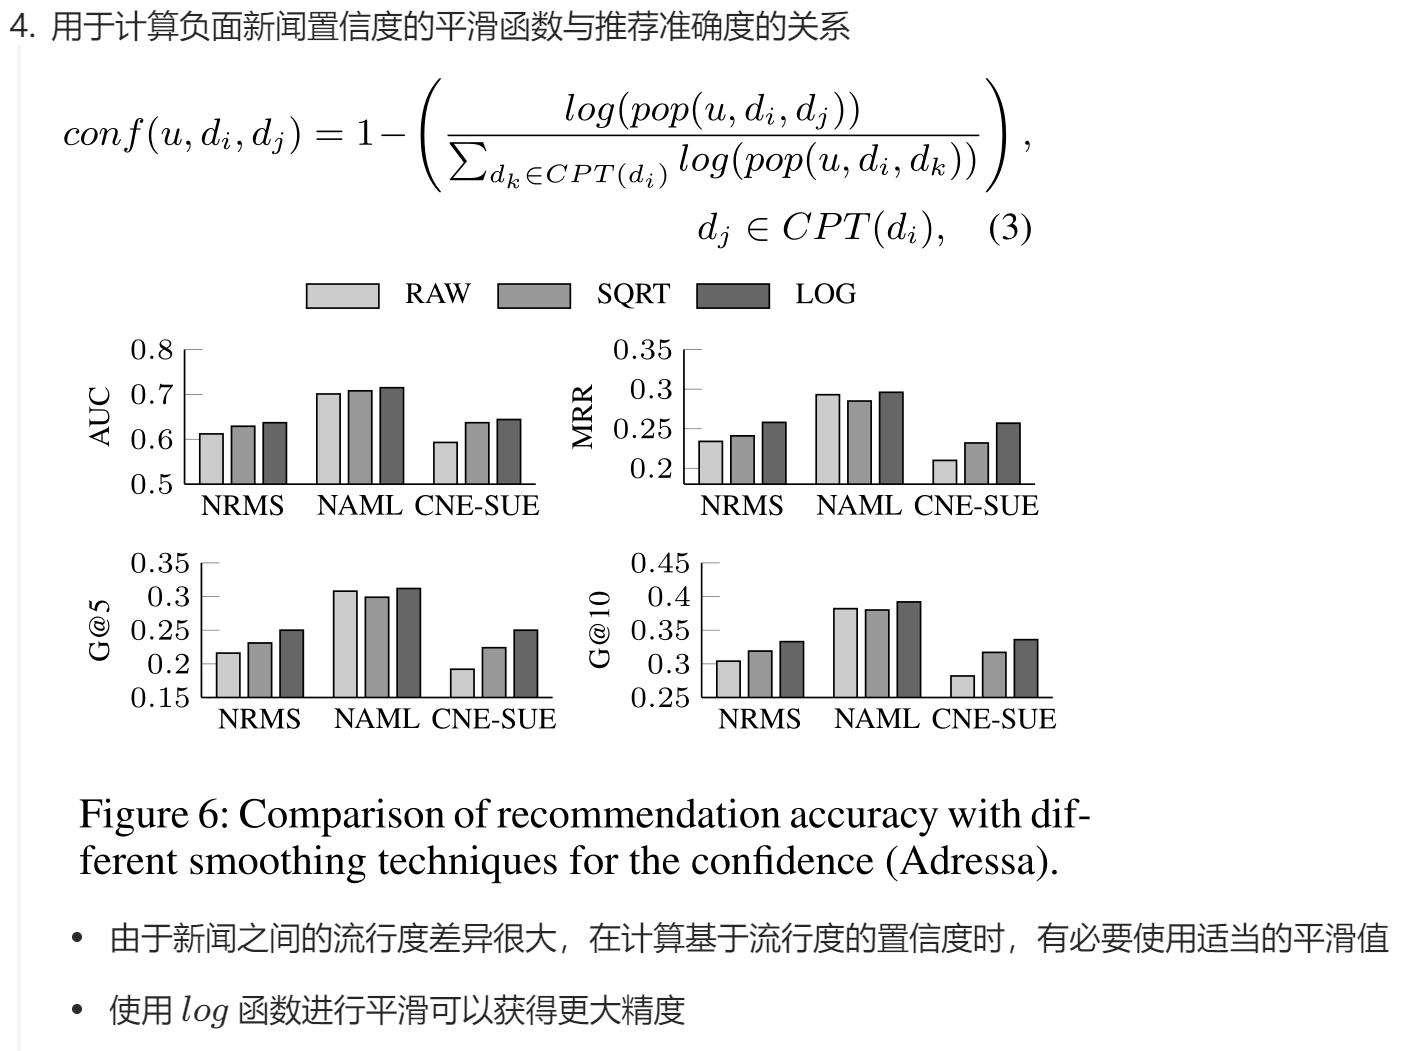 4. 用于计算负面新闻置信度的平滑函数与推荐准确度的关系
conf(u, d_i, d_j) = 1 − ( log(pop(u, d_i, d_j)) / ∑_{d_k∈CPT(d_i)} log(pop(u, d_i, d_k)) ),
d_j ∈ CPT(d_i), (3)
RAW SQRT LOG
AUC
0.8
0.7
0.6
0.5
NRMS NAML CNE-SUE
MRR
0.35
0.3
0.25
0.2
NRMS NAML CNE-SUE
G@5
0.35
0.3
0.25
0.2
0.15
NRMS NAML CNE-SUE
G@10
0.45
0.4
0.35
0.3
0.25
NRMS NAML CNE-SUE
Figure 6: Comparison of recommendation accuracy with dif-
ferent smoothing techniques for the confidence (Adressa).
• 由于新闻之间的流行度差异很大，在计算基于流行度的置信度时，有必要使用适当的平滑值
• 使用 log 函数进行平滑可以获得更大精度